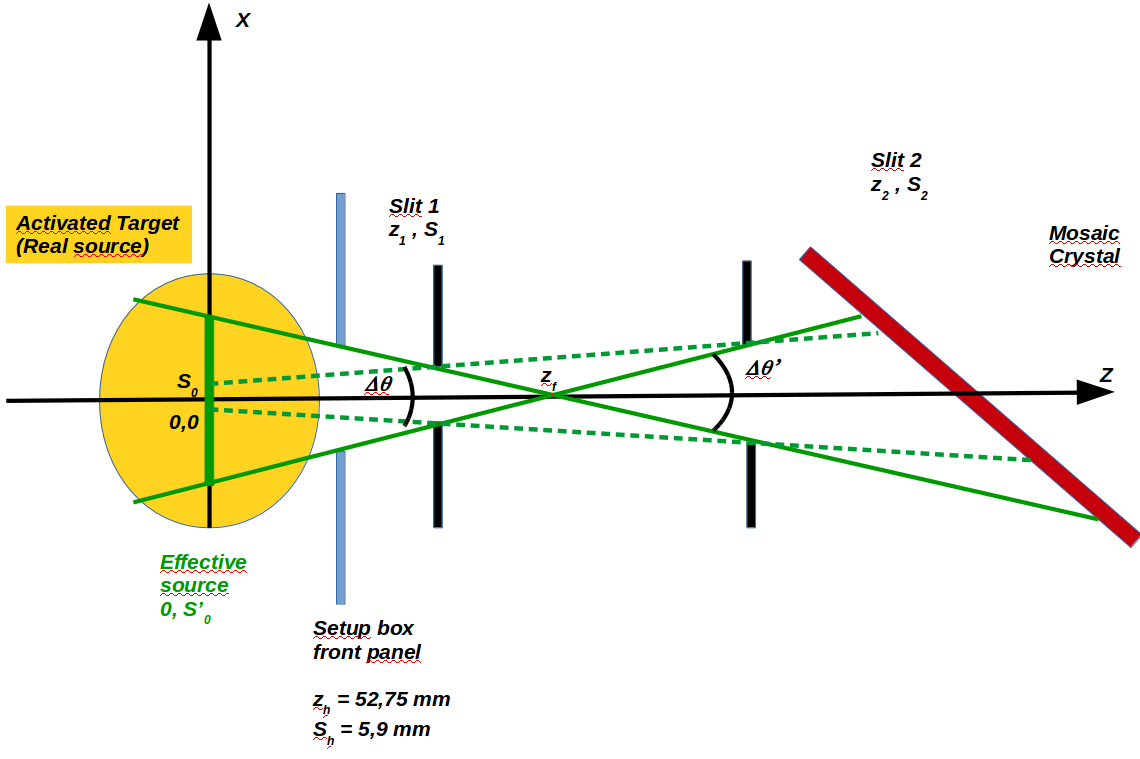 X
Slit 2
z2 , S2
Slit 1
z1 , S1
Activated Target
(Real source)
Mosaic
Crystal
S0
Δθ
zf
Δθ’
Z
0,0
Effective
source
0, S’0
Setup box
front panel
zh = 52,75 mm
Sh = 5,9 mm